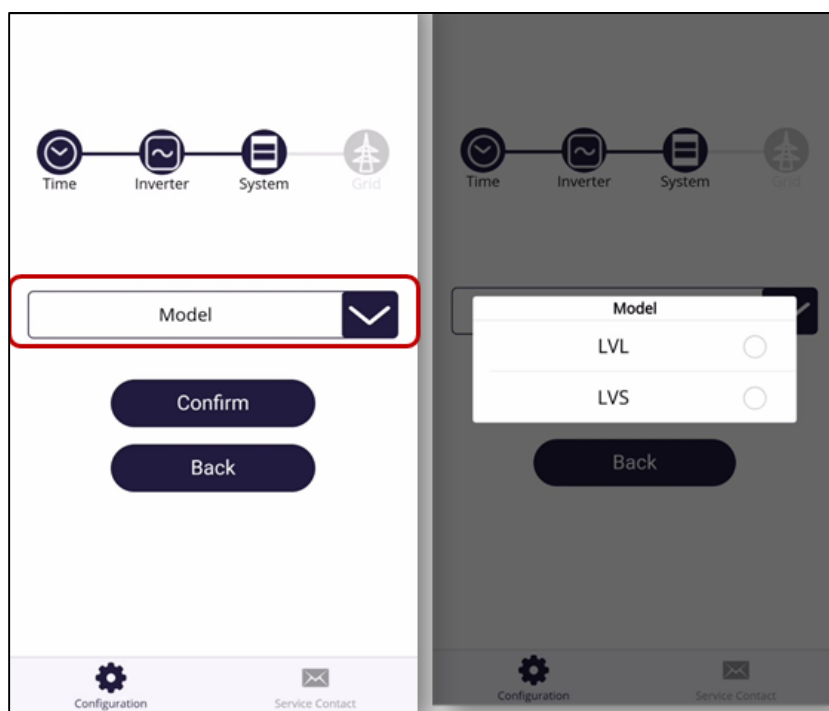 Time Inverter System Grid
Model
Confirm
Back
Configuration Service Contact
Time Inverter System Grid
Model
LVL
LVS
Back
Configuration Service Contact